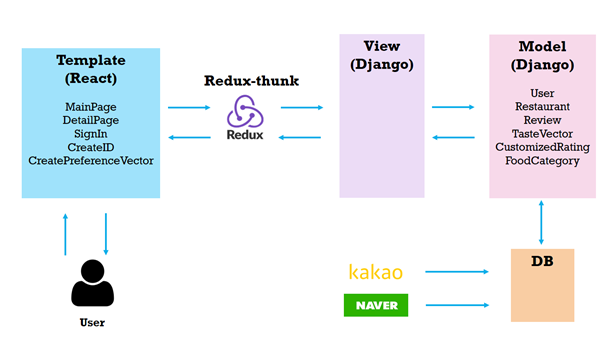 Template
(React)
MainPage
DetailPage
SignIn
CreateID
CreatePreferenceVector
Redux-thunk
Redux
View
(Django)
Model
(Django)
User
Restaurant
Review
TasteVector
CustomizedRating
FoodCategory
User
kakao
NAVER
DB